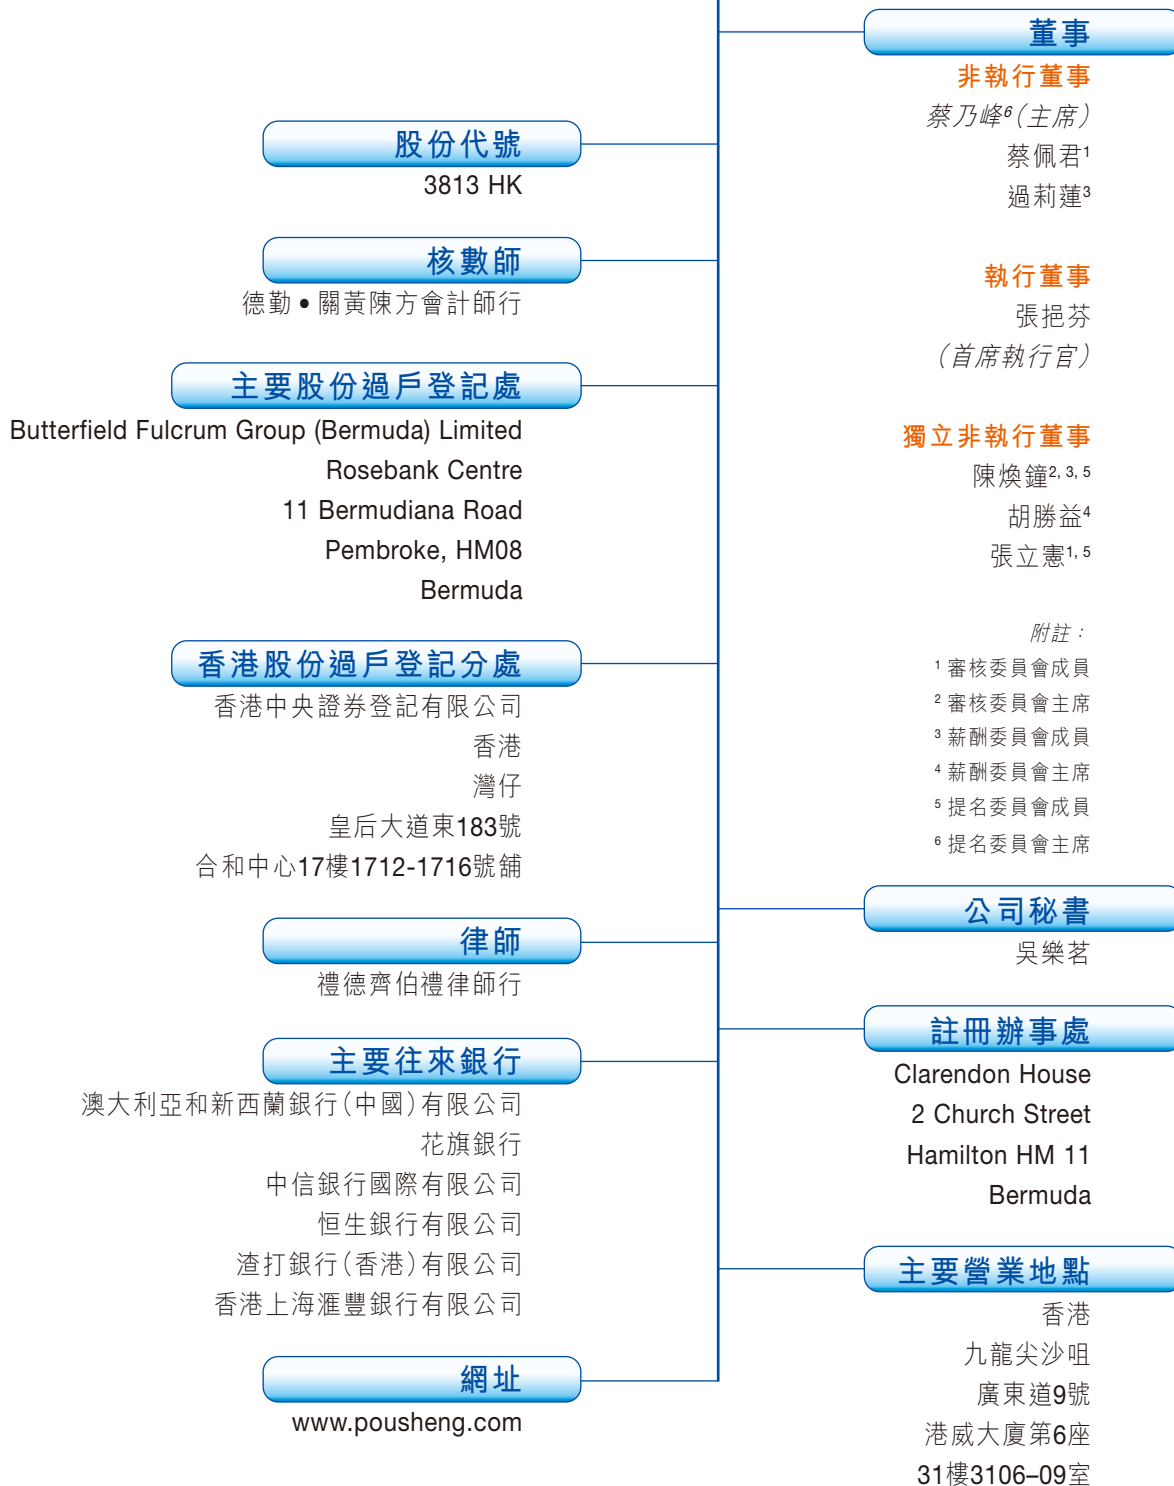 董事
非執行董事
蔡乃峰6(主席)
蔡佩君1
過莉蓮3
執行董事
張挹芬
(首席執行官)
獨立非執行董事
陳煥鐘2, 3, 5
胡勝益4
張立憲1, 5
附註：
1 審核委員會成員
2 審核委員會主席
3 薪酬委員會成員
4 薪酬委員會主席
5 提名委員會成員
6 提名委員會主席
公司秘書
吳樂茗
註冊辦事處
Clarendon House
2 Church Street
Hamilton HM 11
Bermuda
主要營業地點
香港
九龍尖沙咀
廣東道9號
港威大廈第6座
31樓3106–09室
股份代號
3813 HK
核數師
德勤•關黃陳方會計師行
主要股份過戶登記處
Butterfield Fulcrum Group (Bermuda) Limited
Rosebank Centre
11 Bermudiana Road
Pembroke, HM08
Bermuda
香港股份過戶登記分處
香港中央證券登記有限公司
香港
灣仔
皇后大道東183號
合和中心17樓1712-1716號舖
律師
禮德齊伯禮律師行
主要往來銀行
澳大利亞和新西蘭銀行(中國)有限公司
花旗銀行
中信銀行國際有限公司
恒生銀行有限公司
渣打銀行(香港)有限公司
香港上海滙豐銀行有限公司
網址
www.pousheng.com